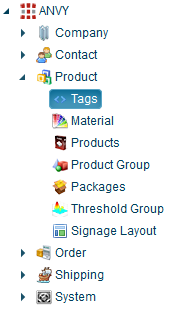 ANVY
Company
Contact
Product
Tags
Material
Products
Product Group
Packages
Threshold Group
Signage Layout
Order
Shipping
System